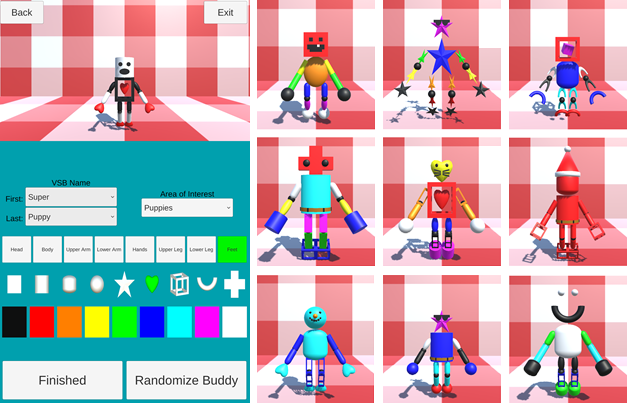 Back
Exit
VSB Name
Area of Interest
First:
Super
Puppies
Last:
Puppy
Head
Body
Upper Arm
Lower Arm
Hands
Upper Leg
Lower Leg
Feet
Finished
Randomize Buddy